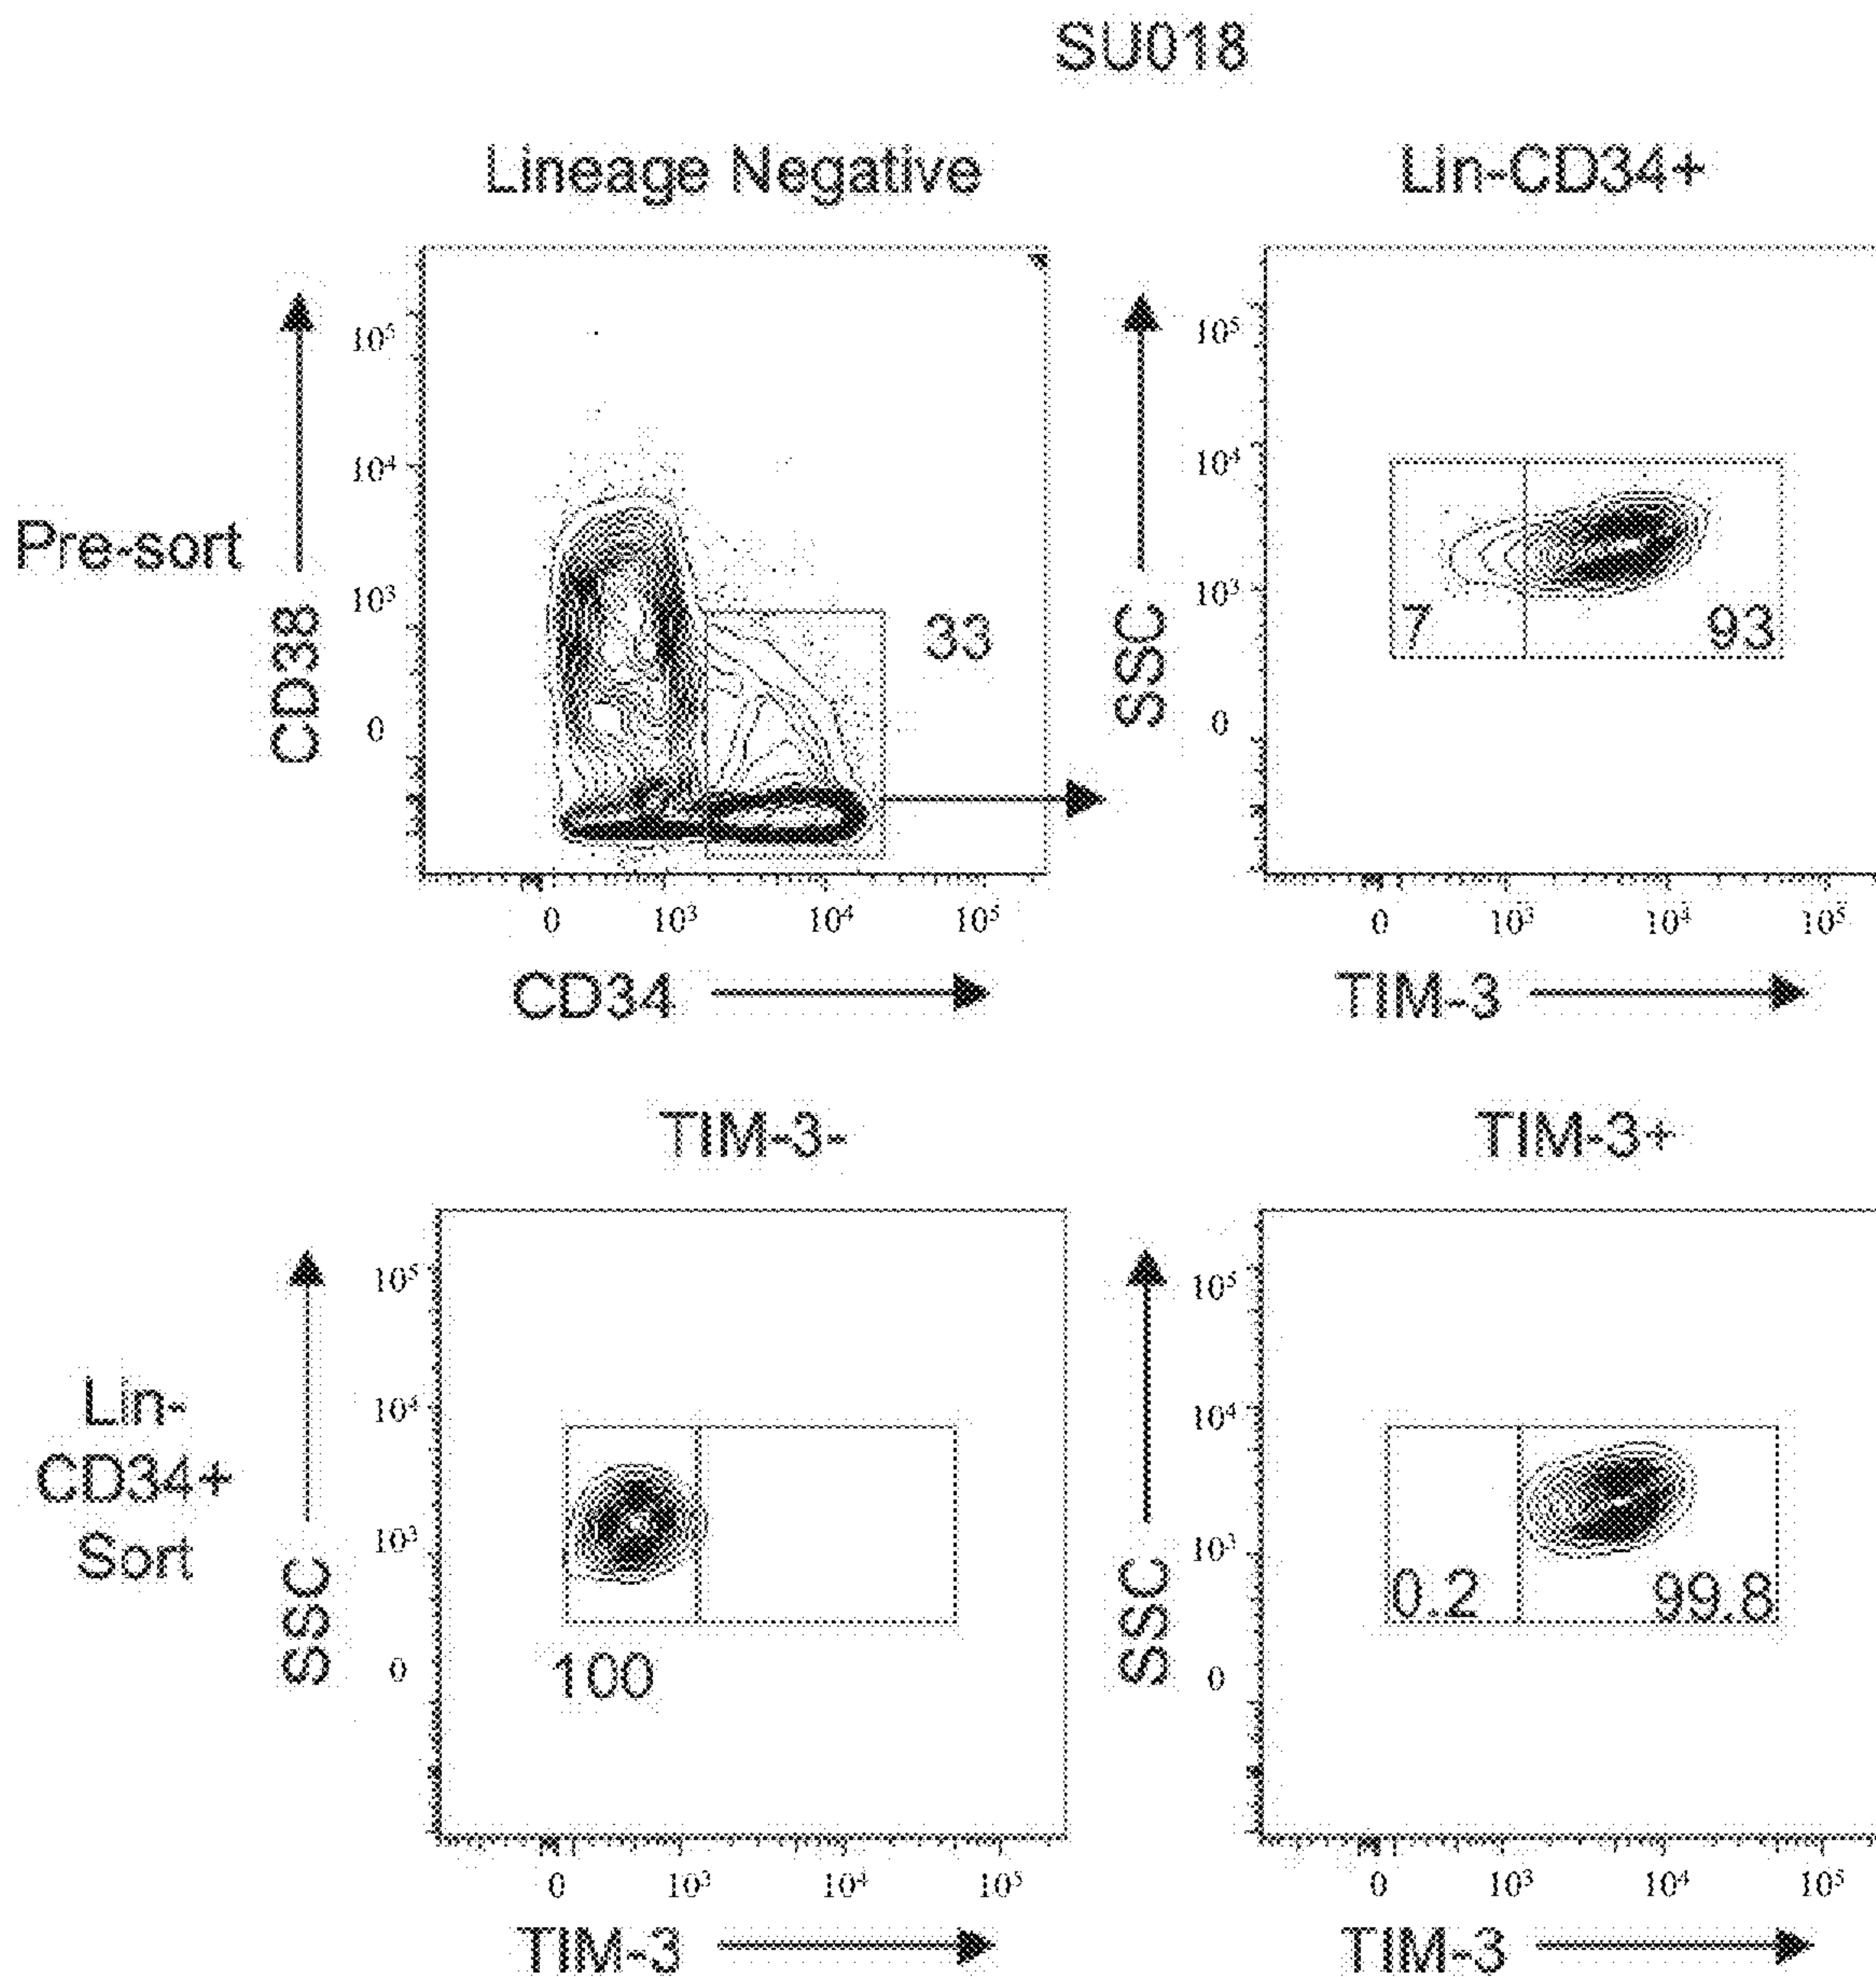 SU018
Lineage Negative
Lin-CD34+
Pre-sort
CD38
10⁵
10⁴
10³
0
33
0
10³
10⁴
10⁵
CD34
SSC
10⁵
10⁴
10³
0
7
93
0
10³
10⁴
10⁵
TIM-3
TIM-3-
TIM-3+
Lin-
CD34+
Sort
SSC
10⁵
10⁴
10³
0
100
0
10³
10⁴
10⁵
TIM-3
SSC
10⁵
10⁴
10³
0
0.2
99.8
0
10³
10⁴
10⁵
TIM-3